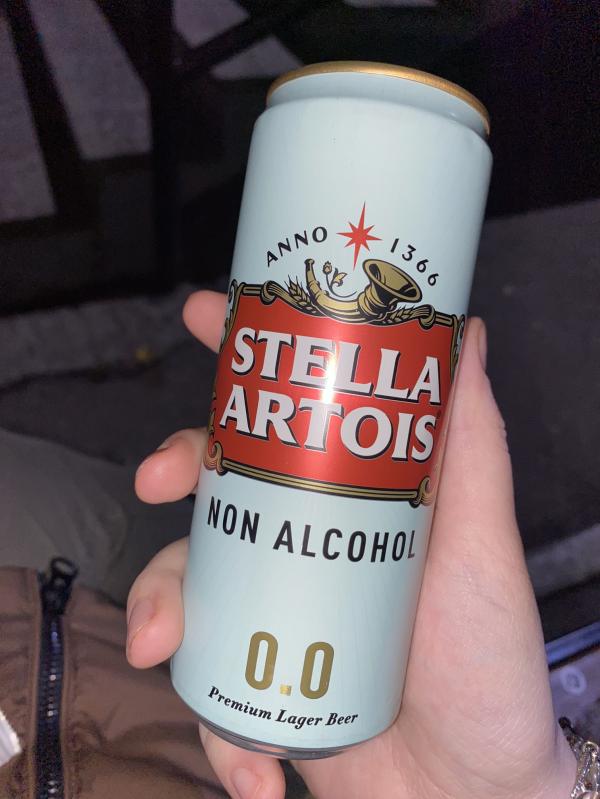 ANNO 1366
STELLA
ARTOIS
NON ALCOHOL
0.0
Premium Lager Beer